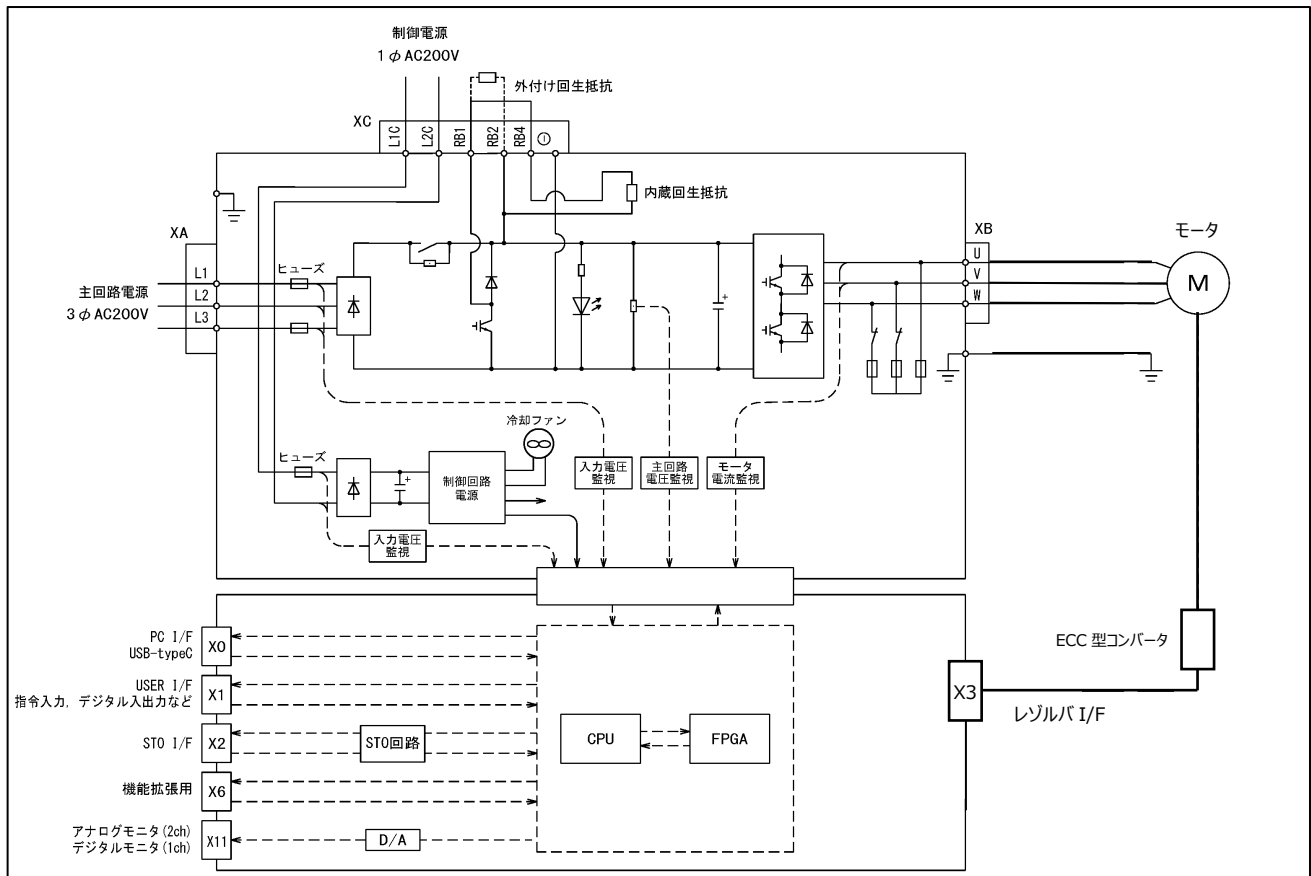 制御電源
1φAC200V
外付け回生抵抗
XC
L1C
L2C
RB1
RB2
RB4
⊖
内蔵回生抵抗
XA
XB
モータ
L1
L2
L3
ヒューズ
主回路電源
3φAC200V
U
V
W
M
冷却ファン
ヒューズ
制御回路
電源
入力電圧
監視
主回路
電圧監視
モータ
電流監視
入力電圧
監視
PC I/F
USB-typeC
X0
USER I/F
指令入力, デジタル入出力など
X1
STO I/F
X2
STO回路
機能拡張用
X6
アナログモニタ(2ch)
デジタルモニタ(1ch)
X11
D/A
CPU
FPGA
X3
レゾルバ I/F
ECC 型コンバータ